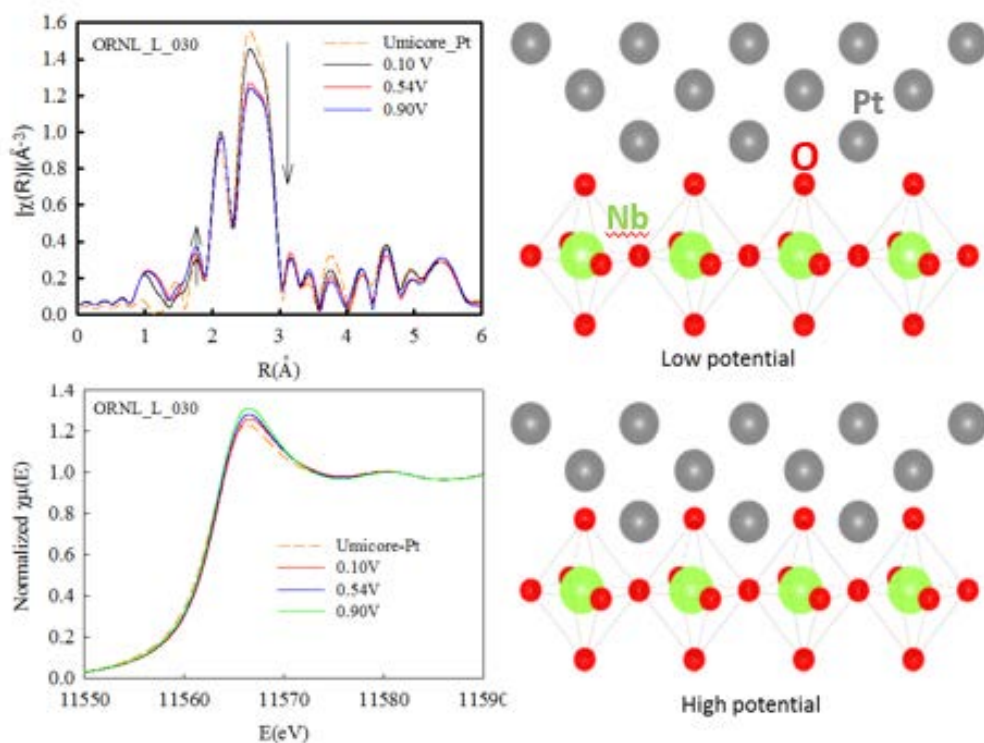 ORNL_L_030
Umicore_Pt
0.10 V
0.54V
0.90V
|χ(R)|(Å-3)
1.6
1.4
1.2
1.0
0.8
0.6
0.4
0.2
0.0
0 1 2 3 4 5 6
R(Å)
Pt
O
Nb
Low potential
ORNL_L_030
Umicore-Pt
0.10V
0.54V
0.90V
Normalized χμ(E)
1.4
1.2
1.0
0.8
0.6
0.4
0.2
0.0
11550 11560 11570 11580 1159
E(eV)
High potential